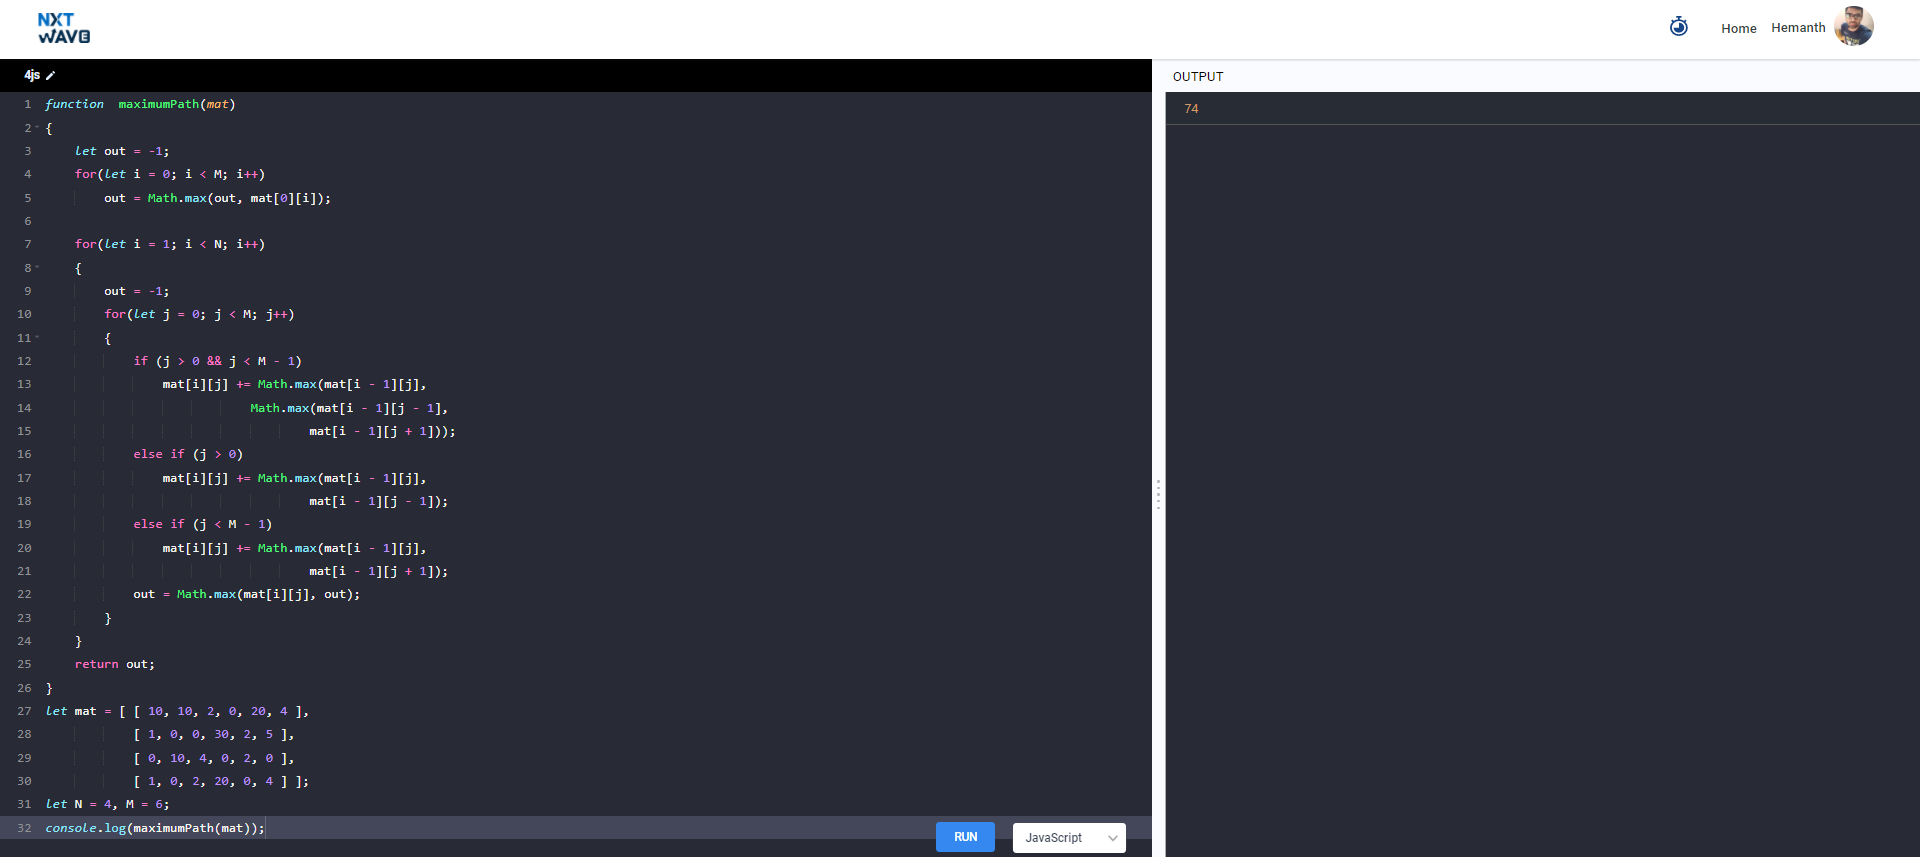 NXT
WAVE
Home
Hemanth
4js
OUTPUT
1 function  maximumPath(mat)
2 {
3     let out = -1;
4     for(let i = 0; i < M; i++)
5         out = Math.max(out, mat[0][i]);
6
7     for(let i = 1; i < N; i++)
8     {
9         out = -1;
10         for(let j = 0; j < M; j++)
11         {
12             if (j > 0 && j < M - 1)
13                 mat[i][j] += Math.max(mat[i - 1][j],
14                             Math.max(mat[i - 1][j - 1],
15                                     mat[i - 1][j + 1]));
16             else if (j > 0)
17                 mat[i][j] += Math.max(mat[i - 1][j],
18                                     mat[i - 1][j - 1]);
19             else if (j < M - 1)
20                 mat[i][j] += Math.max(mat[i - 1][j],
21                                     mat[i - 1][j + 1]);
22             out = Math.max(mat[i][j], out);
23         }
24     }
25     return out;
26 }
27 let mat = [ [ 10, 10, 2, 0, 20, 4 ],
28             [ 1, 0, 0, 30, 2, 5 ],
29             [ 0, 10, 4, 0, 2, 0 ],
30             [ 1, 0, 2, 20, 0, 4 ] ];
31 let N = 4, M = 6;
32 console.log(maximumPath(mat));
RUN
JavaScript
74